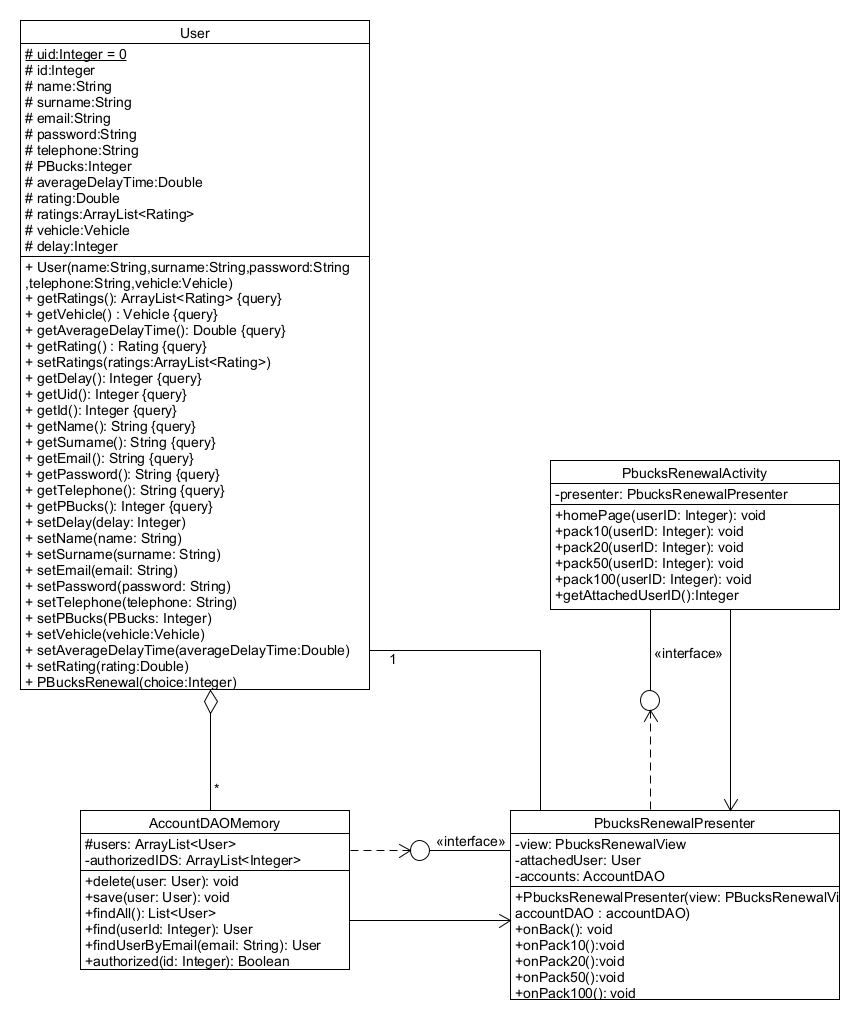 User
# uid:Integer = 0
# id:Integer
# name:String
# surname:String
# email:String
# password:String
# telephone:String
# PBucks:Integer
# averageDelayTime:Double
# rating:Double
# ratings:ArrayList<Rating>
# vehicle:Vehicle
# delay:Integer
+ User(name:String,surname:String,password:String
,telephone:String,vehicle:Vehicle)
+ getRatings(): ArrayList<Rating> {query}
+ getVehicle() : Vehicle {query}
+ getAverageDelayTime(): Double {query}
+ getRating() : Rating {query}
+ setRatings(ratings:ArrayList<Rating>)
+ getDelay(): Integer {query}
+ getUid(): Integer {query}
+ getId(): Integer {query}
+ getName(): String {query}
+ getSurname(): String {query}
+ getEmail(): String {query}
+ getPassword(): String {query}
+ getTelephone(): String {query}
+ getPBucks(): Integer {query}
+ setDelay(delay: Integer)
+ setName(name: String)
+ setSurname(surname: String)
+ setEmail(email: String)
+ setPassword(password: String)
+ setTelephone(telephone: String)
+ setPBucks(PBucks: Integer)
+ setVehicle(vehicle:Vehicle)
+ setAverageDelayTime(averageDelayTime:Double)
+ setRating(rating:Double)
+ PBucksRenewal(choice:Integer)
PbucksRenewalActivity
-presenter: PbucksRenewalPresenter
+homePage(userID: Integer): void
+pack10(userID: Integer): void
+pack20(userID: Integer): void
+pack50(userID: Integer): void
+pack100(userID: Integer): void
+getAttachedUserID():Integer
1
«interface»
*
AccountDAOMemory
#users: ArrayList<User>
-authorizedIDS: ArrayList<Integer>
+delete(user: User): void
+save(user: User): void
+findAll(): List<User>
+find(userId: Integer): User
+findUserByEmail(email: String): User
+authorized(id: Integer): Boolean
«interface»
PbucksRenewalPresenter
-view: PbucksRenewalView
-attachedUser: User
-accounts: AccountDAO
+PbucksRenewalPresenter(view: PBucksRenewalVi
accountDAO : accountDAO)
+onBack(): void
+onPack10():void
+onPack20():void
+onPack50():void
+onPack100(): void